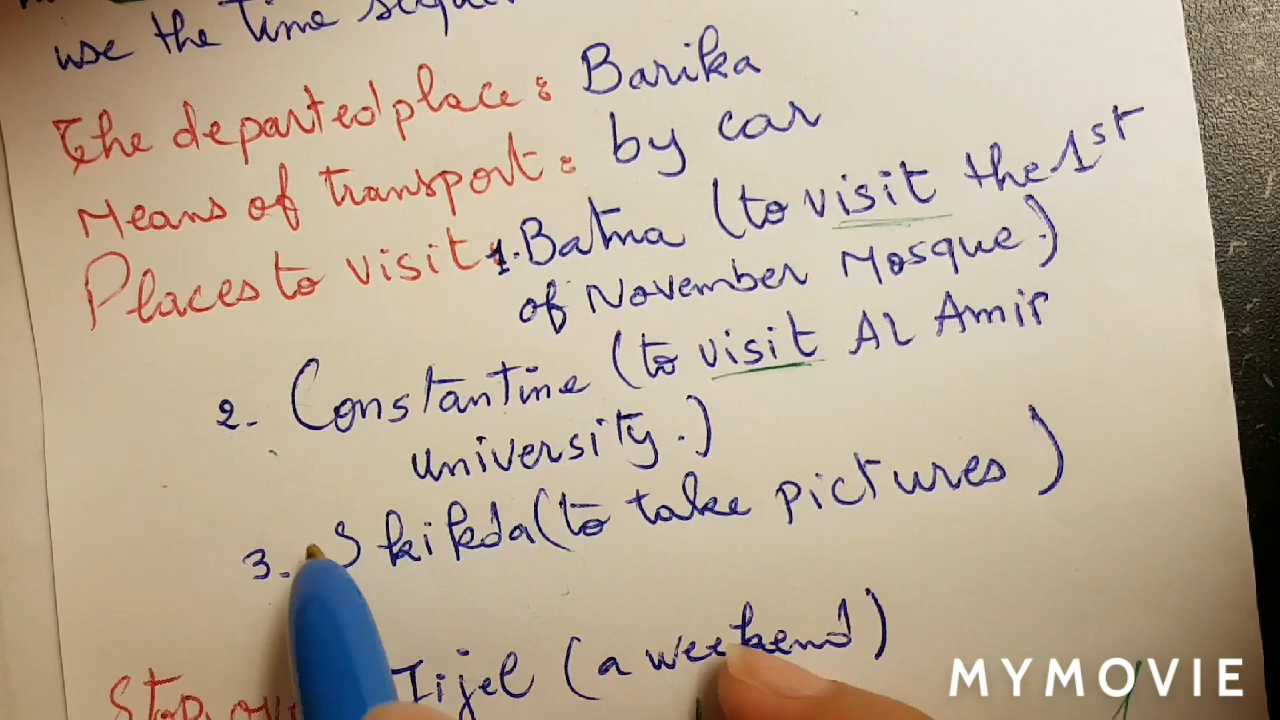 use the time
The departed place : Barika
Means of transport : by car
Places to visit : 1. Batna (to visit the 1st
of November Mosque.)
2. Constantine (to visit Al Amir
university.)
3. Skikda (to take pictures)
Jijel (a weekend)
MYMOVIE